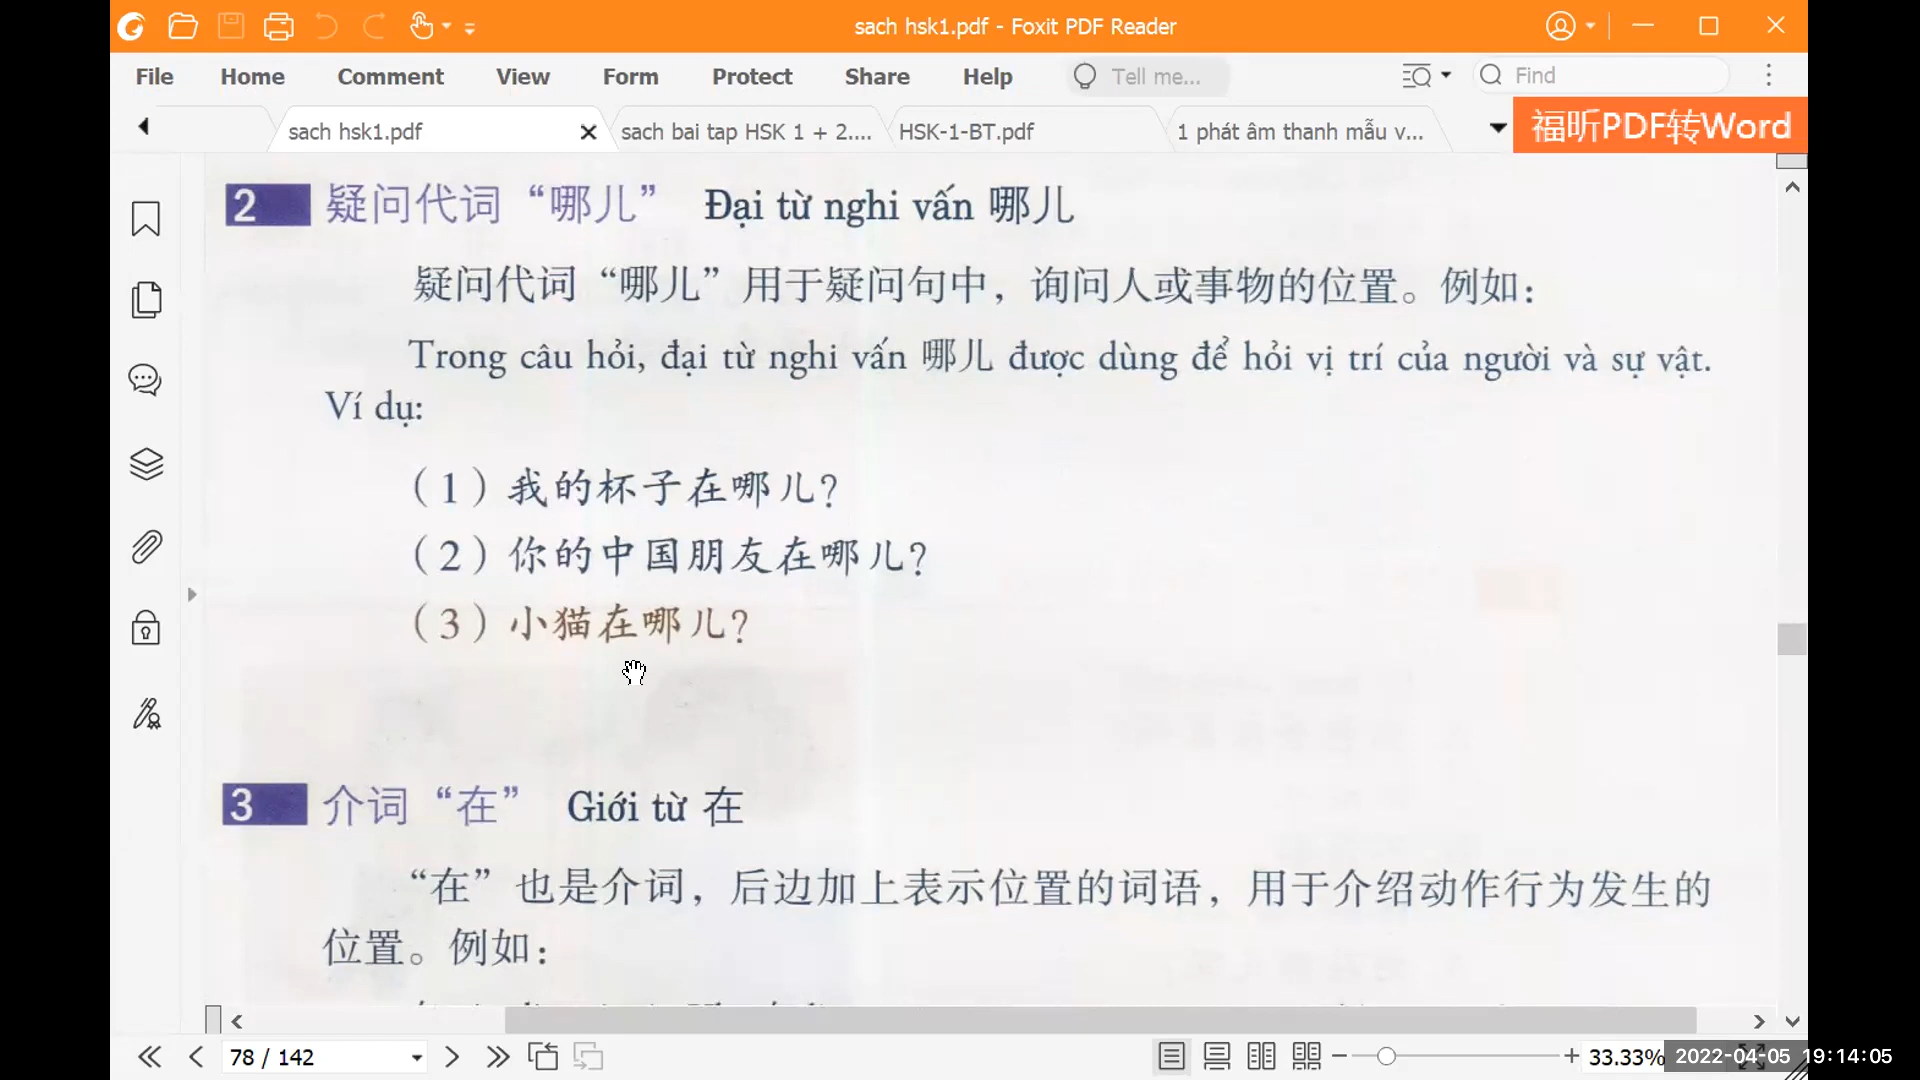 sach hsk1.pdf - Foxit PDF Reader
File Home Comment View Form Protect Share Help Tell me... Find
sach hsk1.pdf sach bai tap HSK 1 + 2.... HSK-1-BT.pdf 1 phát âm thanh mẫu v... 福昕PDF转Word
2 疑问代词“哪儿” Đại từ nghi vấn 哪儿
疑问代词“哪儿”用于疑问句中，询问人或事物的位置。例如：
Trong câu hỏi, đại từ nghi vấn 哪儿 được dùng để hỏi vị trí của người và sự vật.
Ví dụ:
（1）我的杯子在哪儿？
（2）你的中国朋友在哪儿？
（3）小猫在哪儿？
3 介词“在” Giới từ 在
“在”也是介词，后边加上表示位置的词语，用于介绍动作行为发生的
位置。例如：
78 / 142 33.33% 2022-04-05 19:14:05